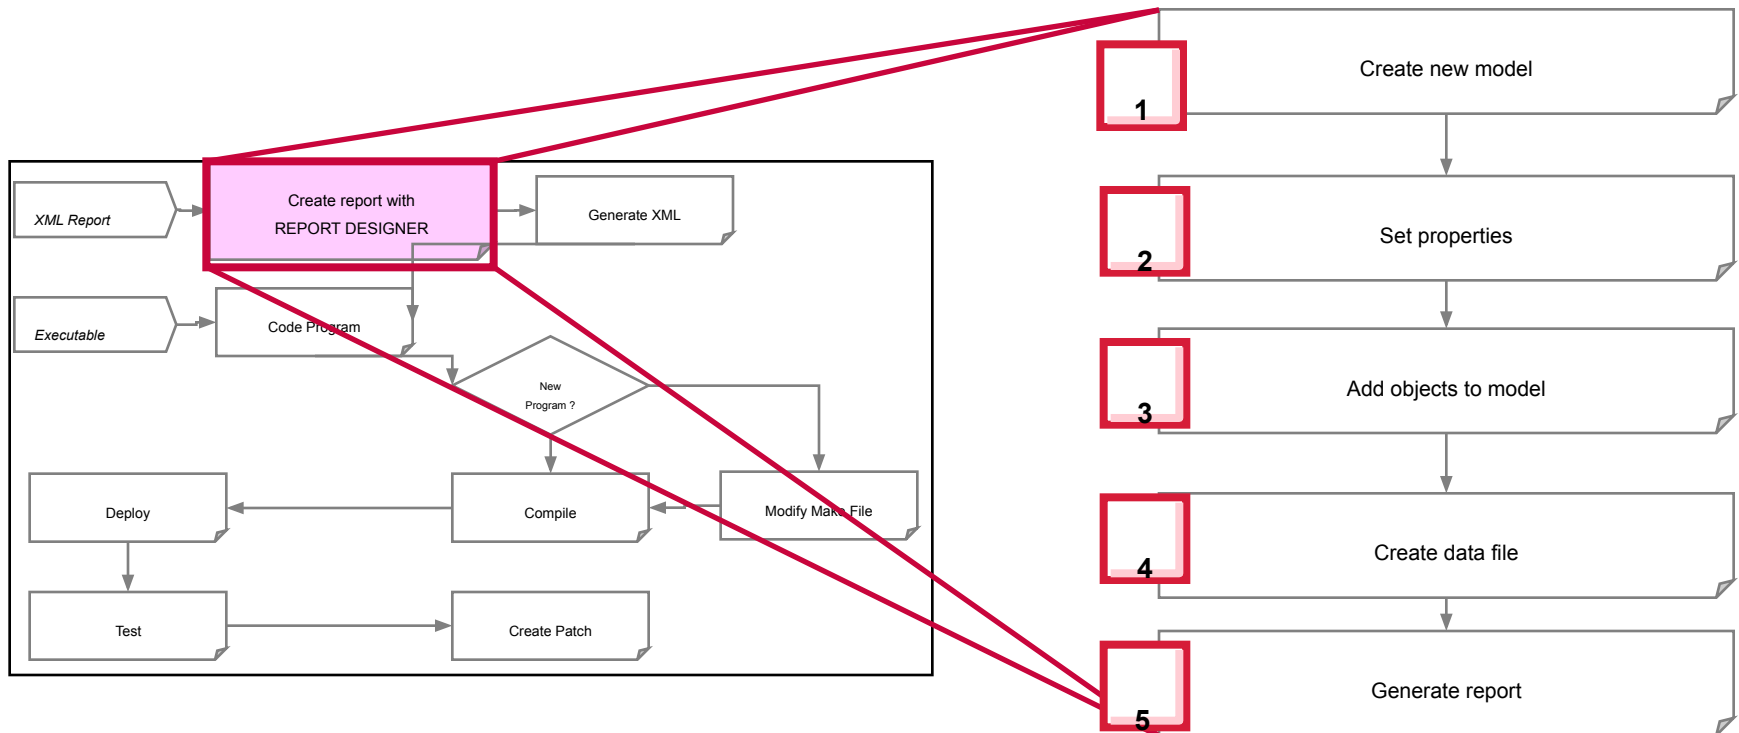 Create new model
1
Create report with
REPORT DESIGNER
XML Report
Generate XML
Set properties
2
Executable
Code Program
New
Program ?
Add objects to model
3
Deploy
Compile
Modify Make File
Create data file
4
Test
Create Patch
Generate report
5